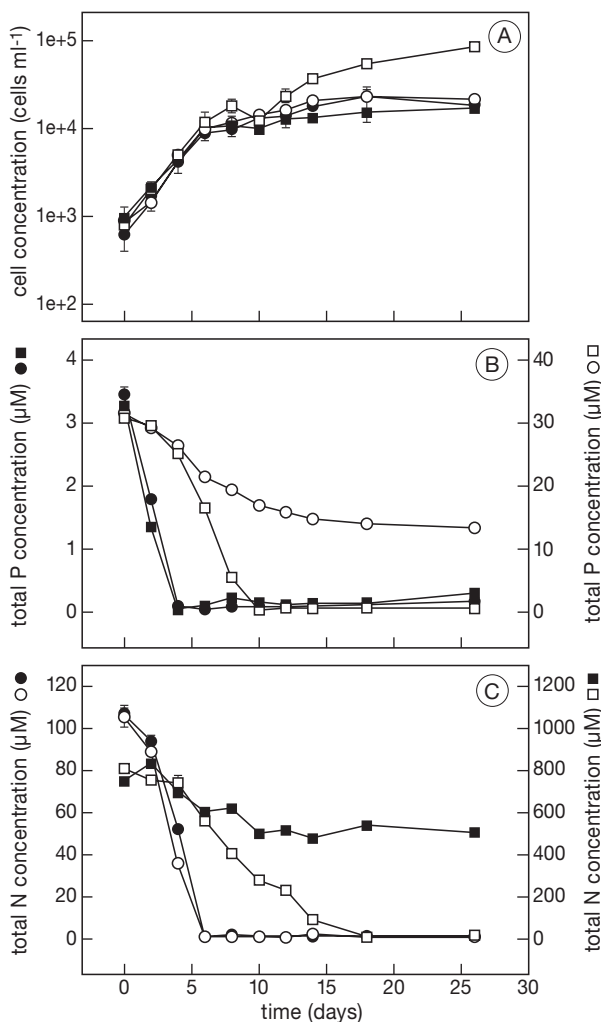 A
1e+5
1e+4
1e+3
1e+2
cell concentration (cells ml-1)
B
4
3
2
1
0
total P concentration (µM)
40
30
20
10
0
total P concentration (µM)
C
120
100
80
60
40
20
0
total N concentration (µM)
1200
1000
800
600
400
200
0
total N concentration (µM)
0 5 10 15 20 25 30
time (days)